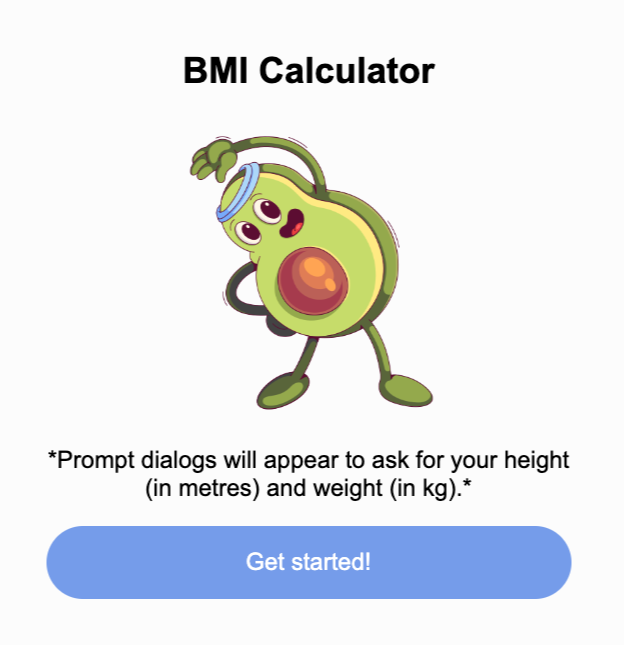 BMI Calculator
*Prompt dialogs will appear to ask for your height
(in metres) and weight (in kg).*
Get started!